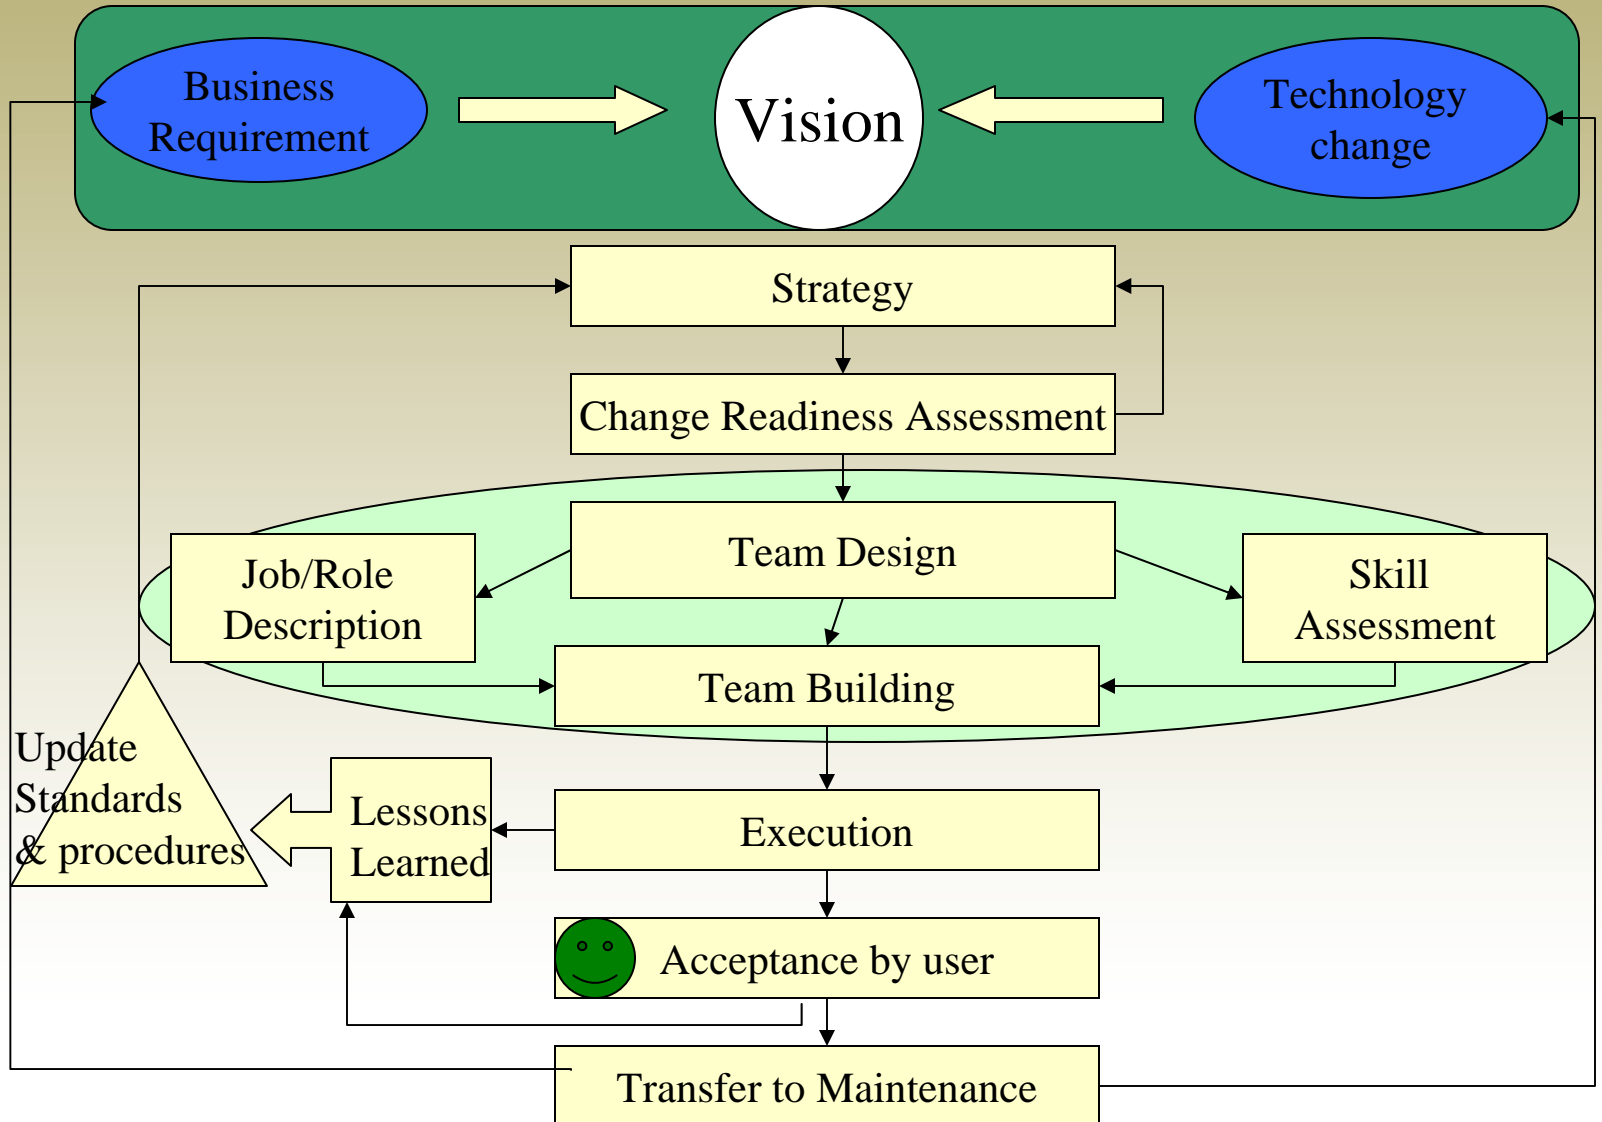 Business
Requirement
Vision
Technology
change
Strategy
Change Readiness Assessment
Team Design
Job/Role
Description
Skill
Assessment
Team Building
Update
Standards
& procedures
Lessons
Learned
Execution
Acceptance by user
Transfer to Maintenance